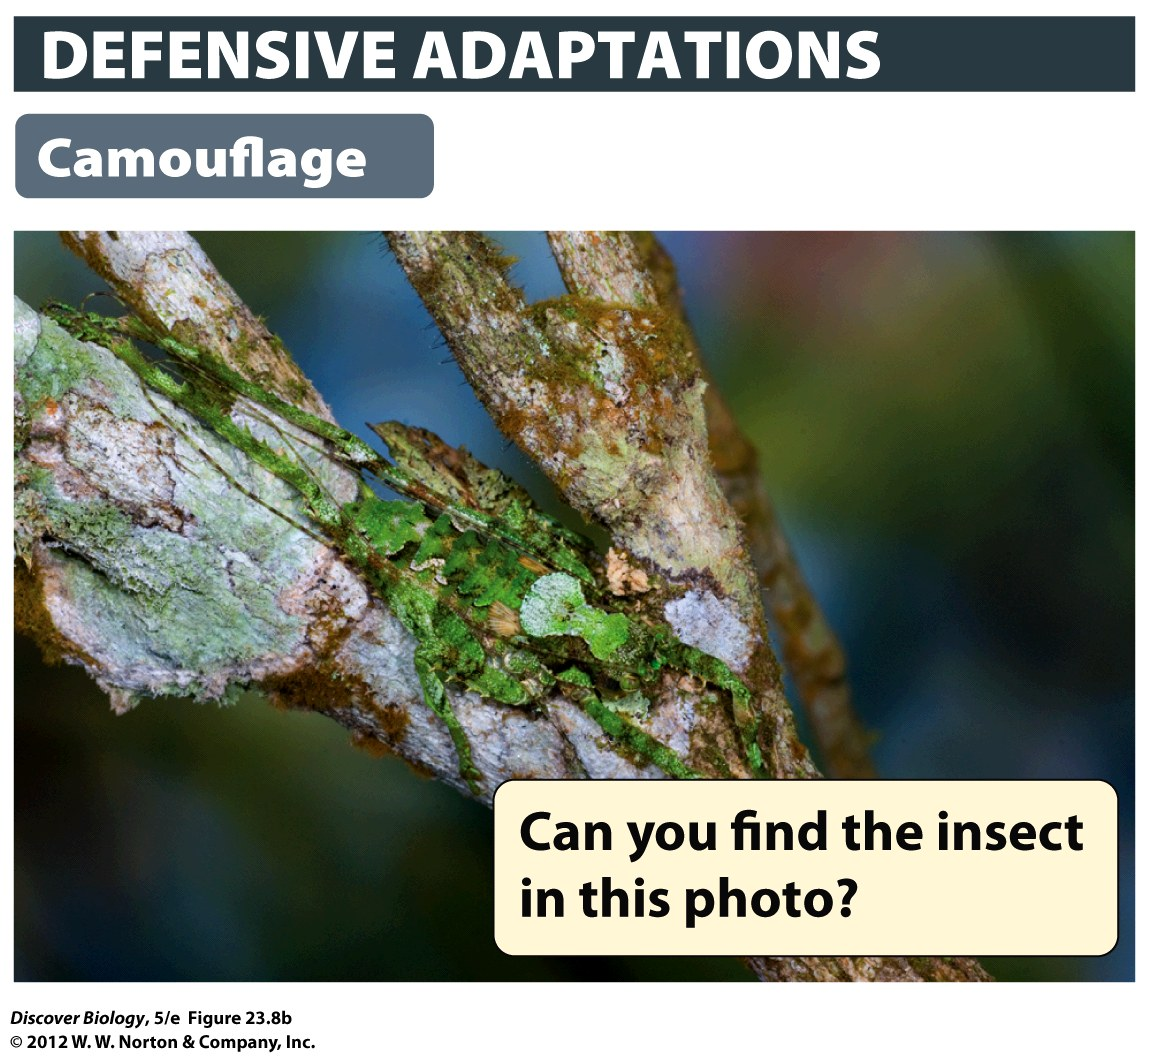 DEFENSIVE ADAPTATIONS
Camouflage
Can you find the insect
in this photo?
Discover Biology, 5/e Figure 23.8b
© 2012 W. W. Norton & Company, Inc.